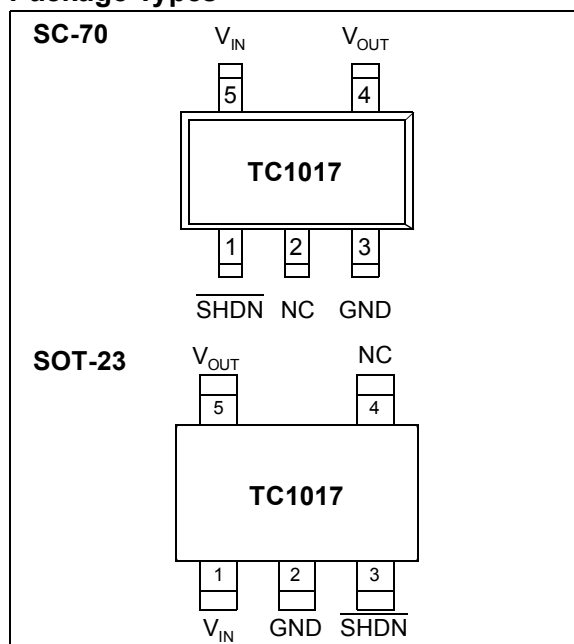 Package Types
SC-70
V_IN V_OUT
5 4
TC1017
1 2 3
SHDN NC GND
SOT-23
V_OUT NC
5 4
TC1017
1 2 3
V_IN GND SHDN